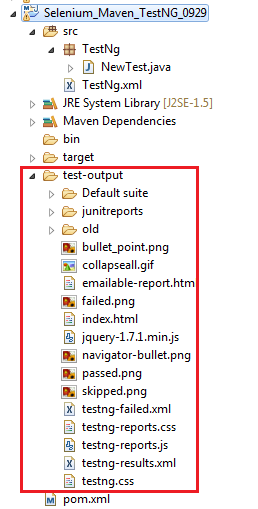 Selenium_Maven_TestNG_0929
src
TestNg
NewTest.java
TestNg.xml
JRE System Library [J2SE-1.5]
Maven Dependencies
bin
target
test-output
Default suite
junitreports
old
bullet_point.png
collapseall.gif
emailable-report.htm
failed.png
index.html
jquery-1.7.1.min.js
navigator-bullet.png
passed.png
skipped.png
testng-failed.xml
testng-reports.css
testng-reports.js
testng-results.xml
testng.css
pom.xml